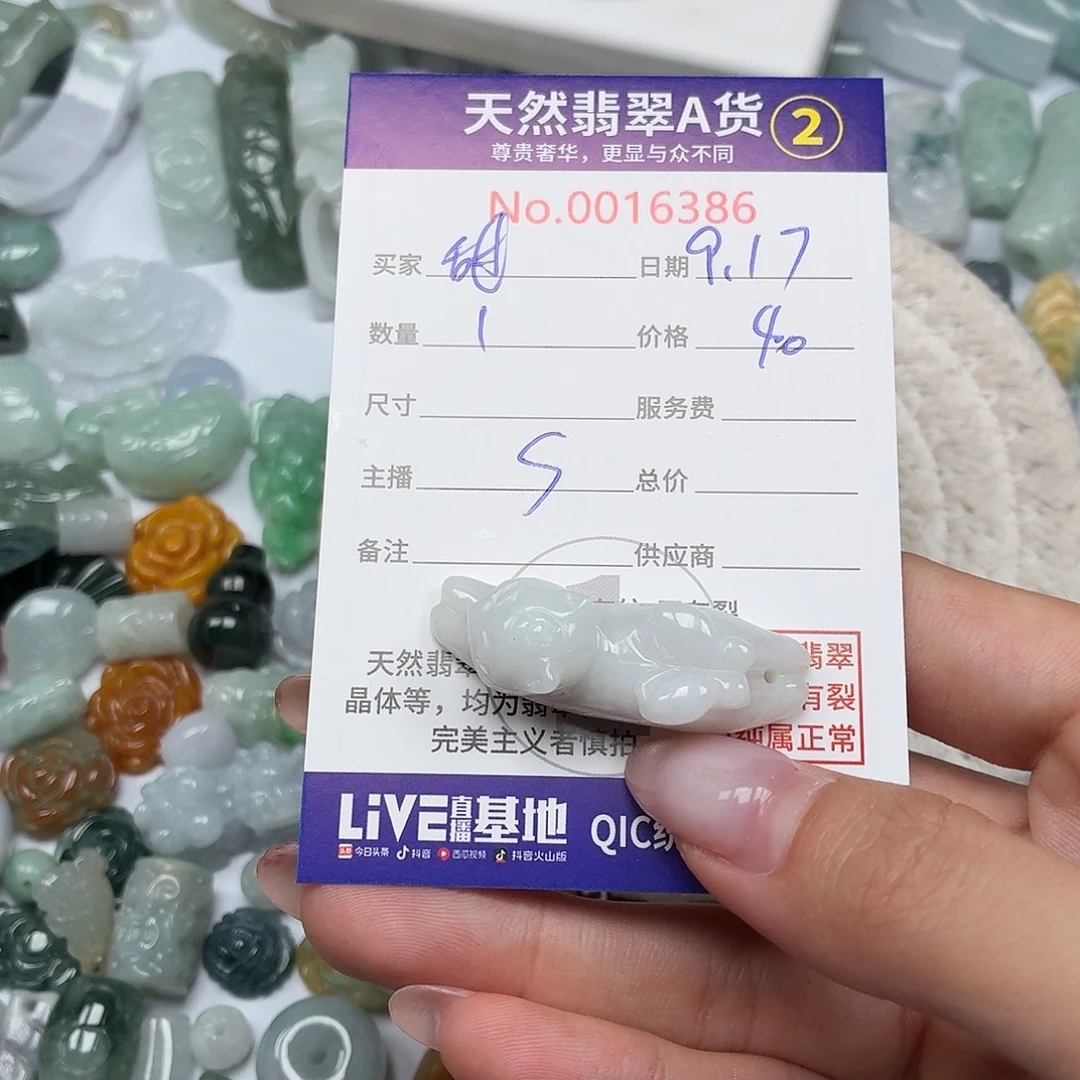 天然翡翠A货 2
尊贵奢华，更显与众不同
No.0016386
买家 甜 日期 9.17
数量 1 价格 40
尺寸 服务费
主播 S 总价
备注 供应商
天然翡 翡翠
晶体等，均为翡 有裂
完美主义者慎拍 纯属正常
LiVE直播基地 QIC
今日头条 抖音 西瓜视频 抖音火山版